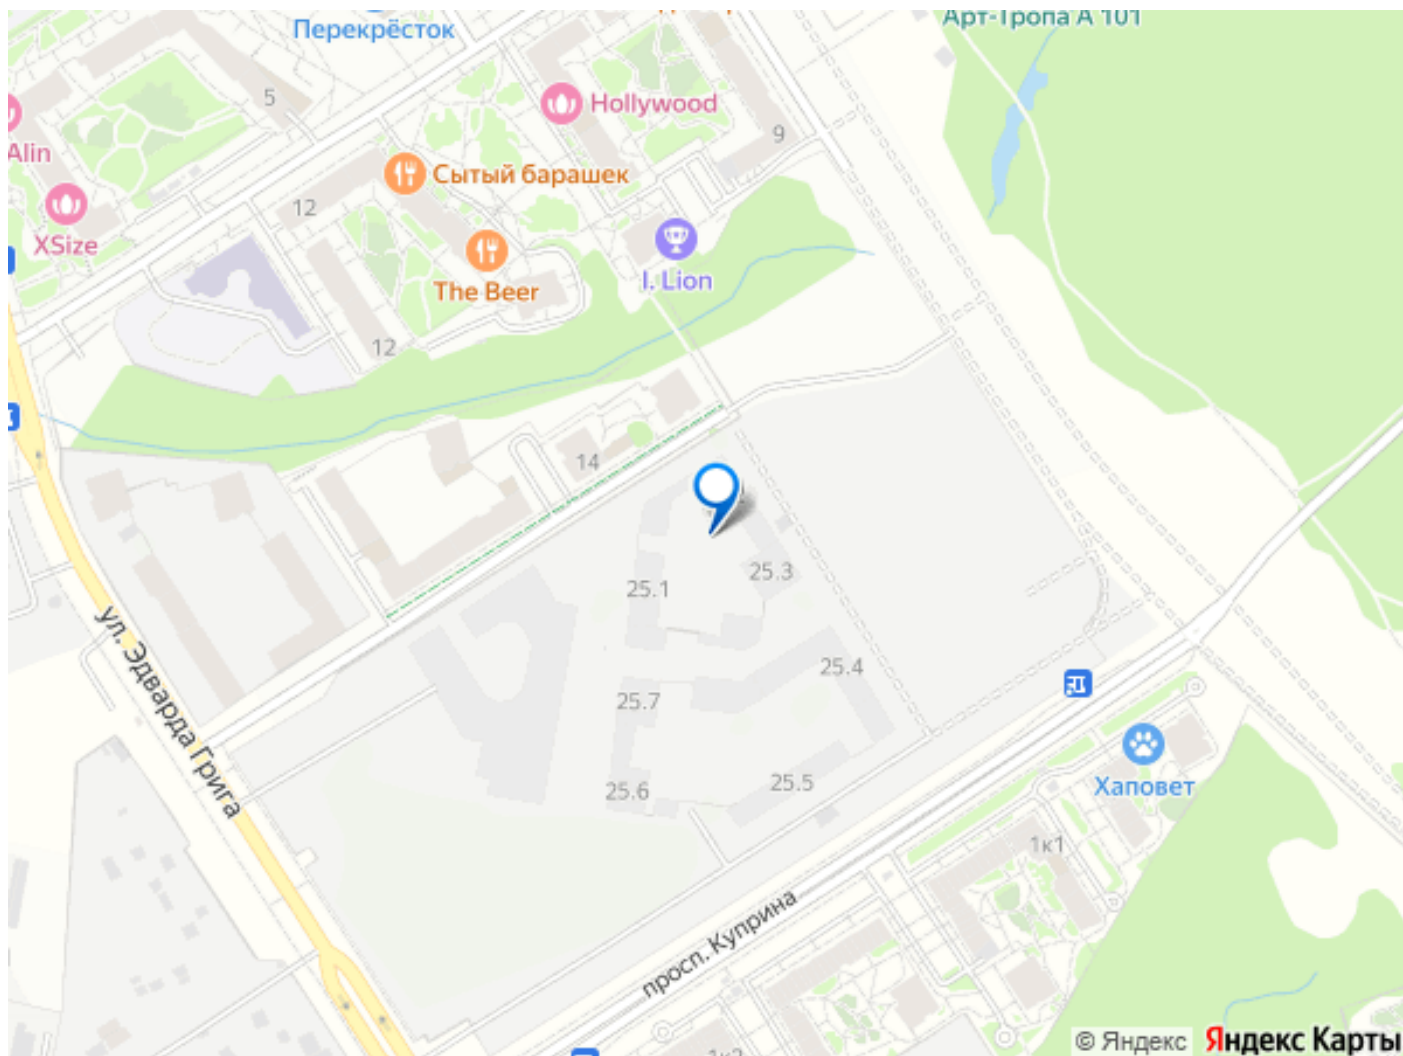 Перекрёсток
Арт-Тропа А 101
5
Hollywood
9
Alin
Сытый барашек
12
XSize
I. Lion
The Beer
12
14
25.3
25.1
25.4
25.7
ул. Эдварда Грига
25.5
25.6
Хаповет
1к1
просп. Куприна
© Яндекс
Яндекс Карты